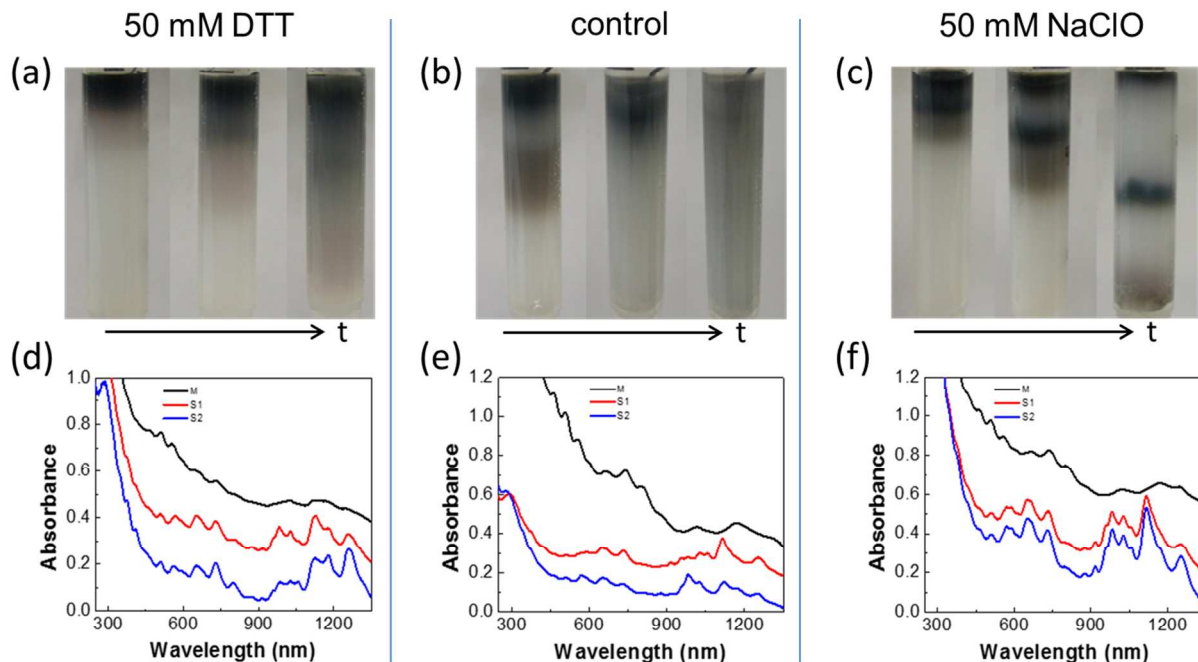 50 mM DTT
control
50 mM NaClO
(a)
(b)
(c)
t
t
t
(d)
(e)
(f)
1.0
0.8
0.6
0.4
0.2
0.0
M
S1
S2
300 600 900 1200
Absorbance
Wavelength (nm)
1.2
1.0
0.8
0.6
0.4
0.2
0.0
M
S1
S2
300 600 900 1200
Absorbance
Wavelength (nm)
1.2
1.0
0.8
0.6
0.4
0.2
0.0
M
S1
S2
300 600 900 1200
Absorbance
Wavelength (nm)